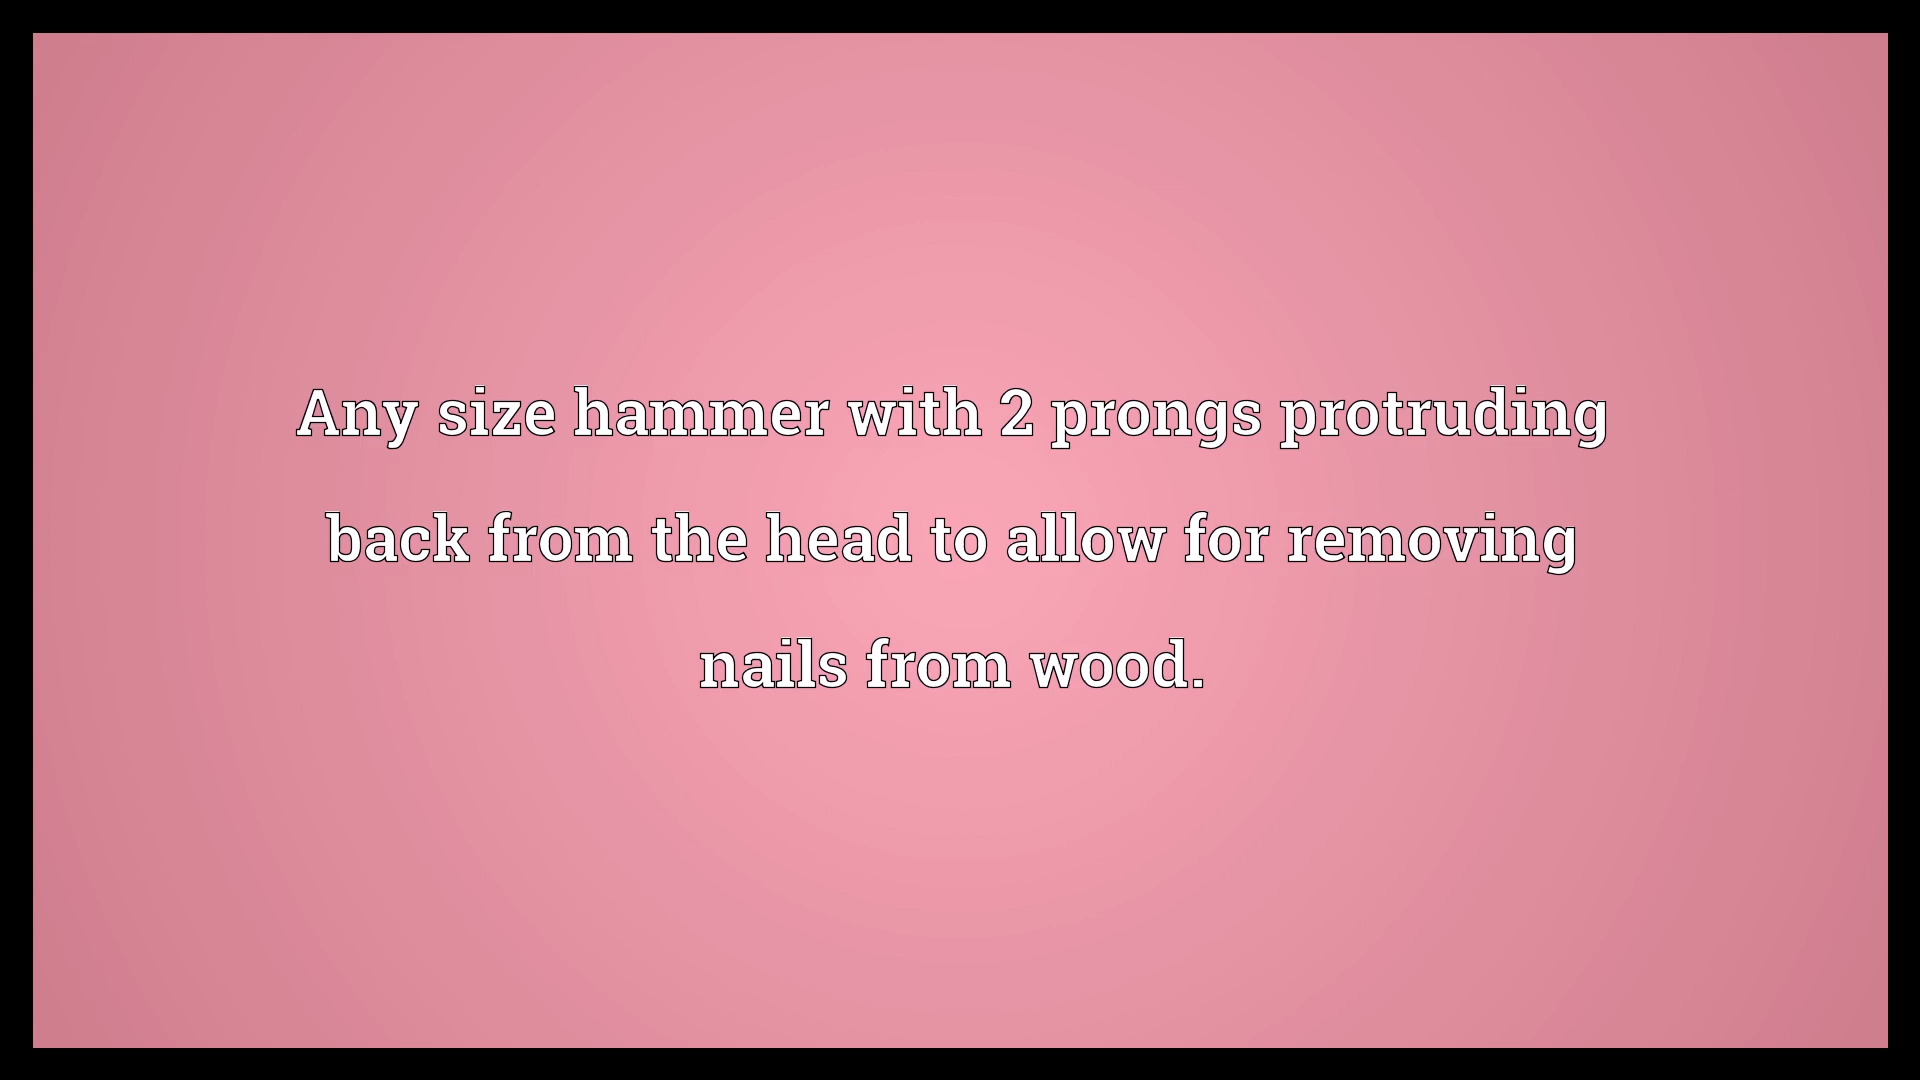 Any size hammer with 2 prongs protruding
back from the head to allow for removing
nails from wood.